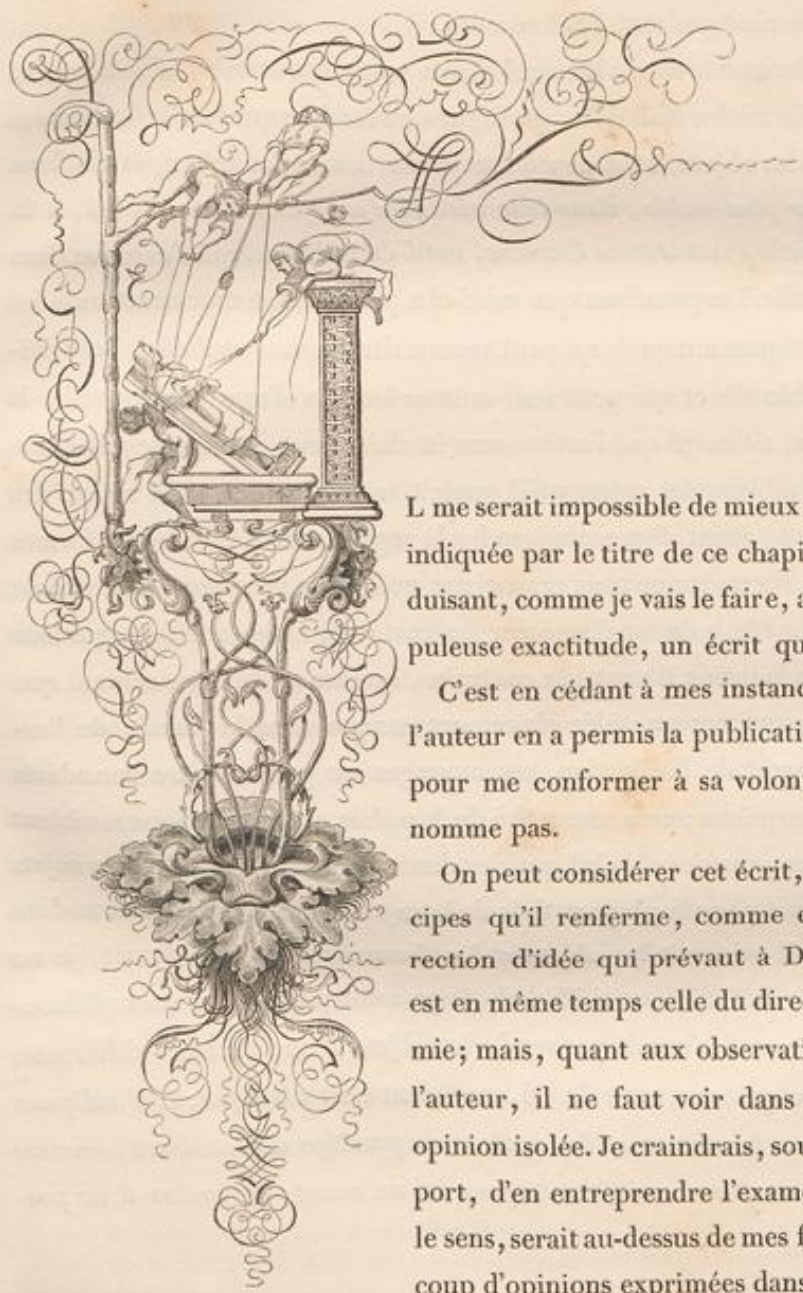 L me serait impossible de mieux
indiquée par le titre de ce chapi
duisant, comme je vais le faire, a
puleuse exactitude, un écrit qu
C'est en cédant à mes instanc
l'auteur en a permis la publicati
pour me conformer à sa volon
nomme pas.
On peut considérer cet écrit,
cipes qu'il renferme, comme e
rection d'idée qui prévaut à D
est en même temps celle du dire
mie; mais, quant aux observati
l'auteur, il ne faut voir dans
opinion isolée. Je craindrais, sou
port, d'en entreprendre l'exam
le sens, serait au-dessus de mes f
coup d'opinions exprimées dans